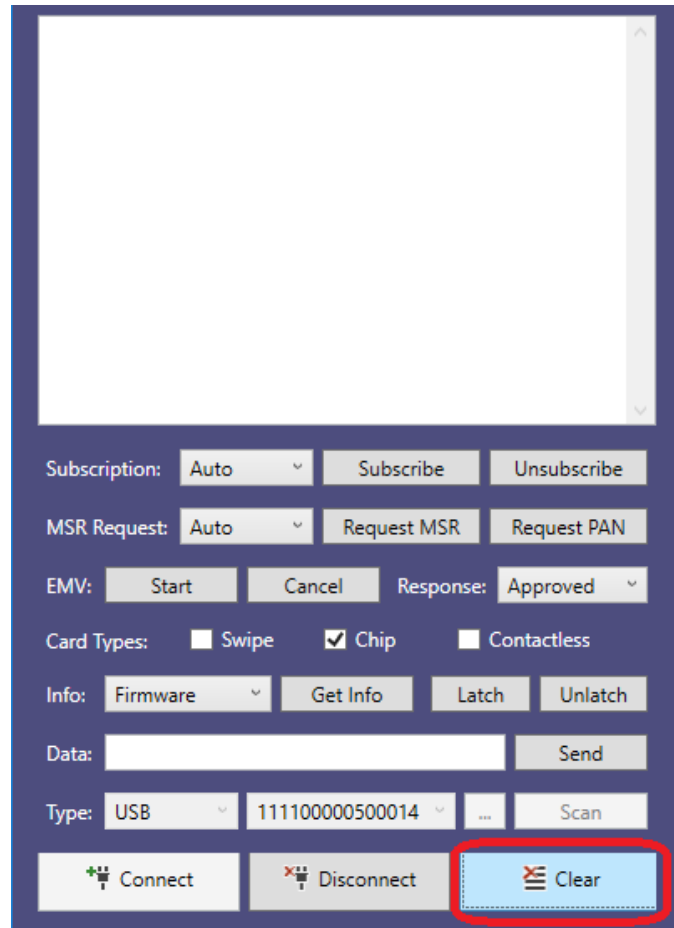 Subscription: Auto Subscribe Unsubscribe
MSR Request: Auto Request MSR Request PAN
EMV: Start Cancel Response: Approved
Card Types: Swipe Chip Contactless
Info: Firmware Get Info Latch Unlatch
Data: Send
Type: USB 111100000500014 ... Scan
Connect Disconnect Clear